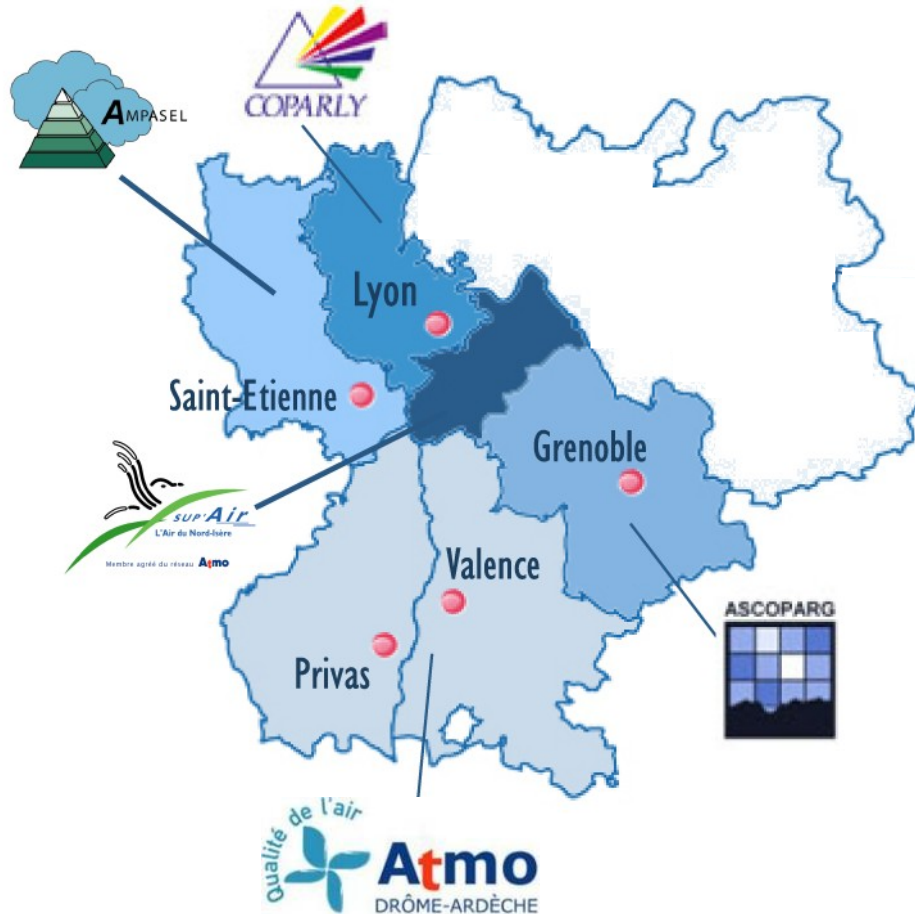 COPARLY
AMPASEL
Lyon
Saint-Etienne
Grenoble
SUP'Air
L'Air du Nord-Isère
Membre agréé du réseau Atmo
Valence
ASCOPARG
Privas
Qualité de l'air
Atmo
DRÔME-ARDÈCHE